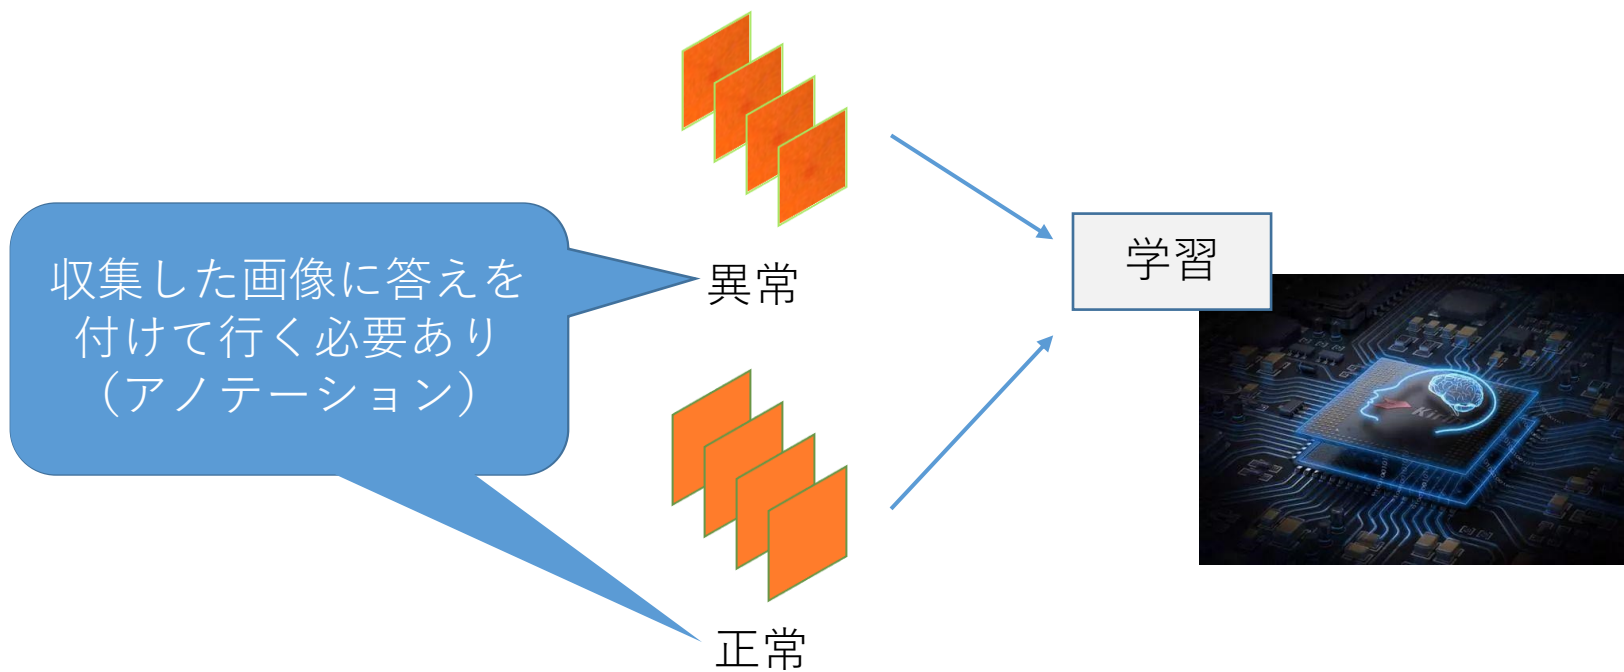 収集した画像に答えを
付けて行く必要あり
（アノテーション）
異常
正常
学習